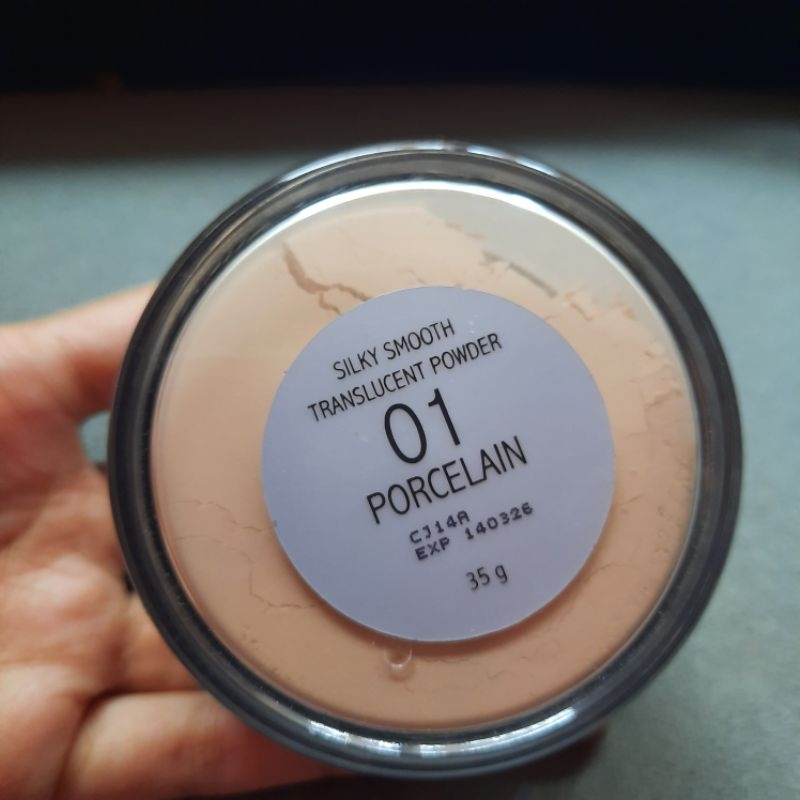 SILKY SMOOTH
TRANSLUCENT POWDER
01
PORCELAIN
CJ14A
EXP 140326
35 g